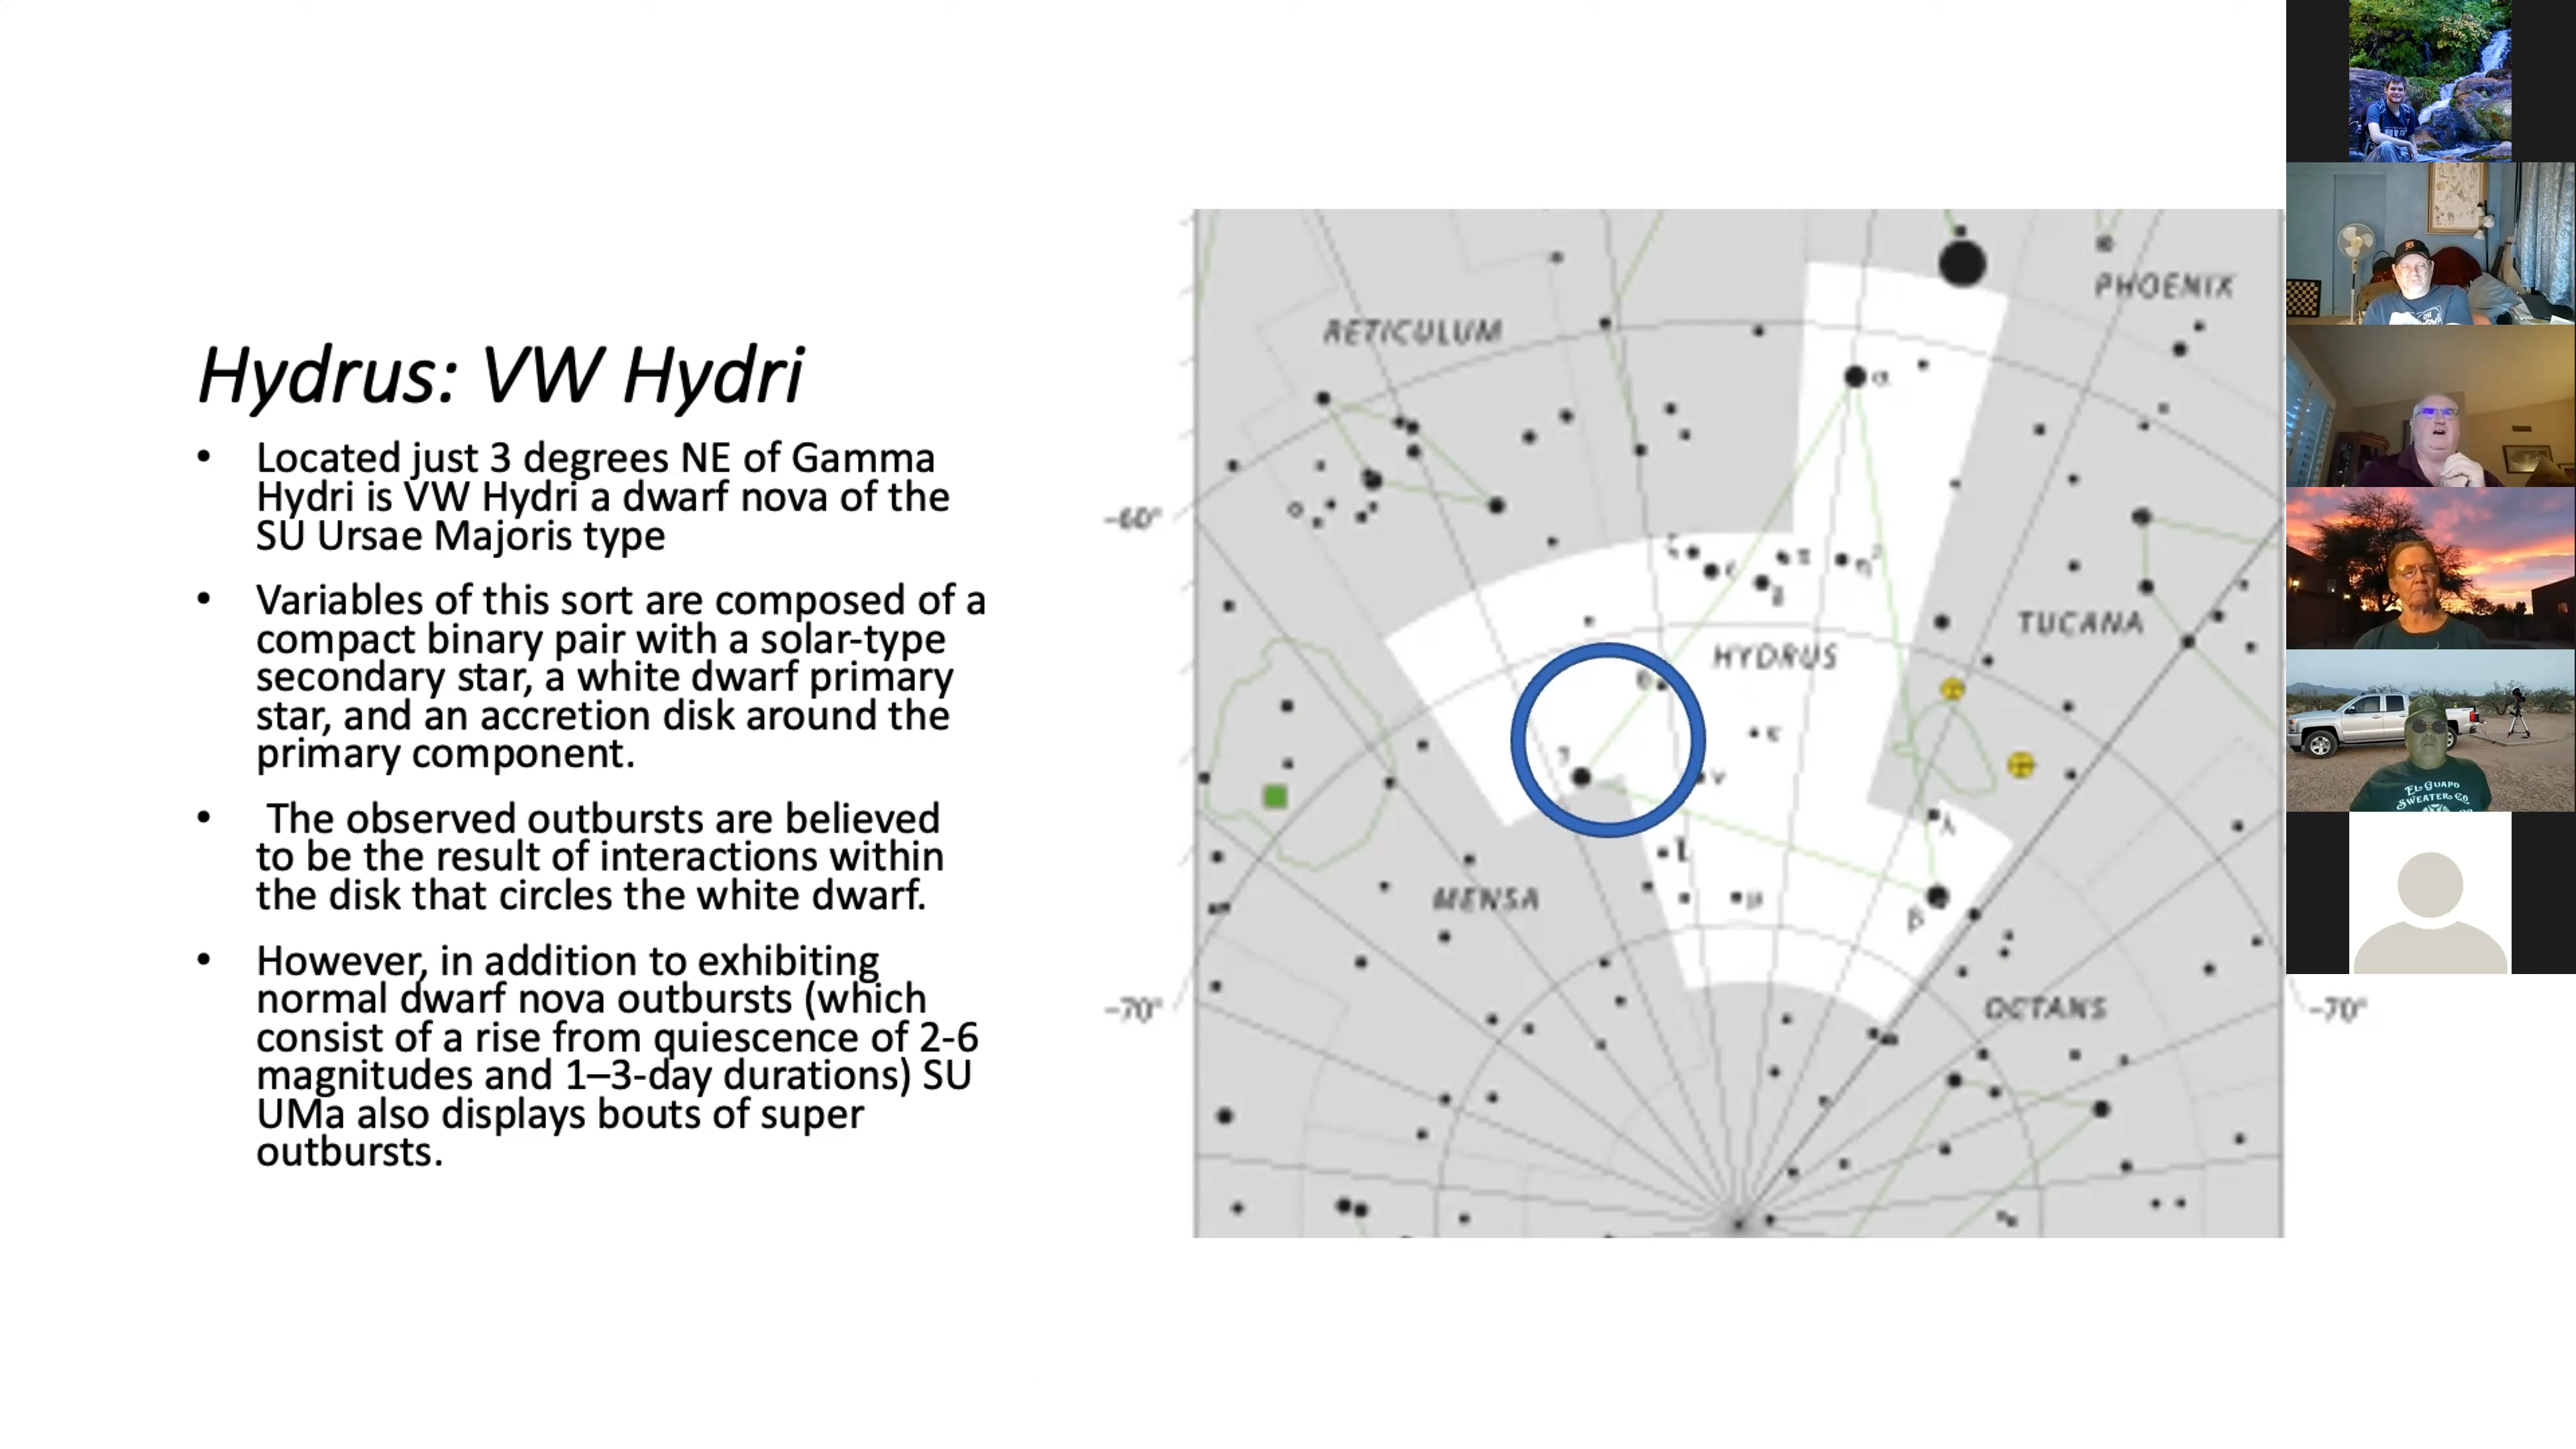 Hydrus: VW Hydri
• Located just 3 degrees NE of Gamma
Hydri is VW Hydri a dwarf nova of the
SU Ursae Majoris type
• Variables of this sort are composed of a
compact binary pair with a solar-type
secondary star, a white dwarf primary
star, and an accretion disk around the
primary component.
• The observed outbursts are believed
to be the result of interactions within
the disk that circles the white dwarf.
• However, in addition to exhibiting
normal dwarf nova outbursts (which
consist of a rise from quiescence of 2-6
magnitudes and 1–3-day durations) SU
UMa also displays bouts of super
outbursts.
PHOENIX
RETICULUM
α
−60°
TUCANA
HYDRUS
γ
ν
λ
MENSA
μ
β
−70°
OCTANS
−70°
EL GUAPO
SWEATER CO